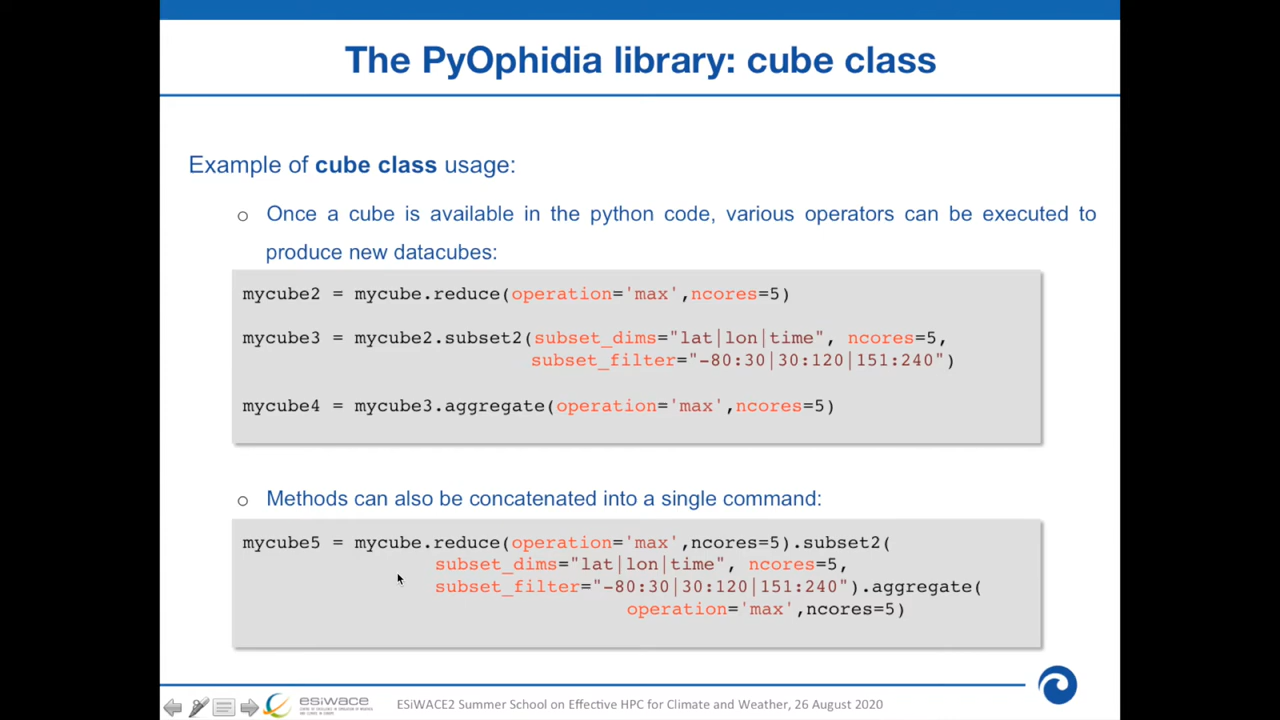 The PyOphidia library: cube class
Example of cube class usage:
o Once a cube is available in the python code, various operators can be executed to
produce new datacubes:
mycube2 = mycube.reduce(operation='max',ncores=5)
mycube3 = mycube2.subset2(subset_dims="lat|lon|time", ncores=5,
subset_filter="-80:30|30:120|151:240")
mycube4 = mycube3.aggregate(operation='max',ncores=5)
o Methods can also be concatenated into a single command:
mycube5 = mycube.reduce(operation='max',ncores=5).subset2(
subset_dims="lat|lon|time", ncores=5,
subset_filter="-80:30|30:120|151:240").aggregate(
operation='max',ncores=5)
esiwace
ESiWACE2 Summer School on Effective HPC for Climate and Weather, 26 August 2020